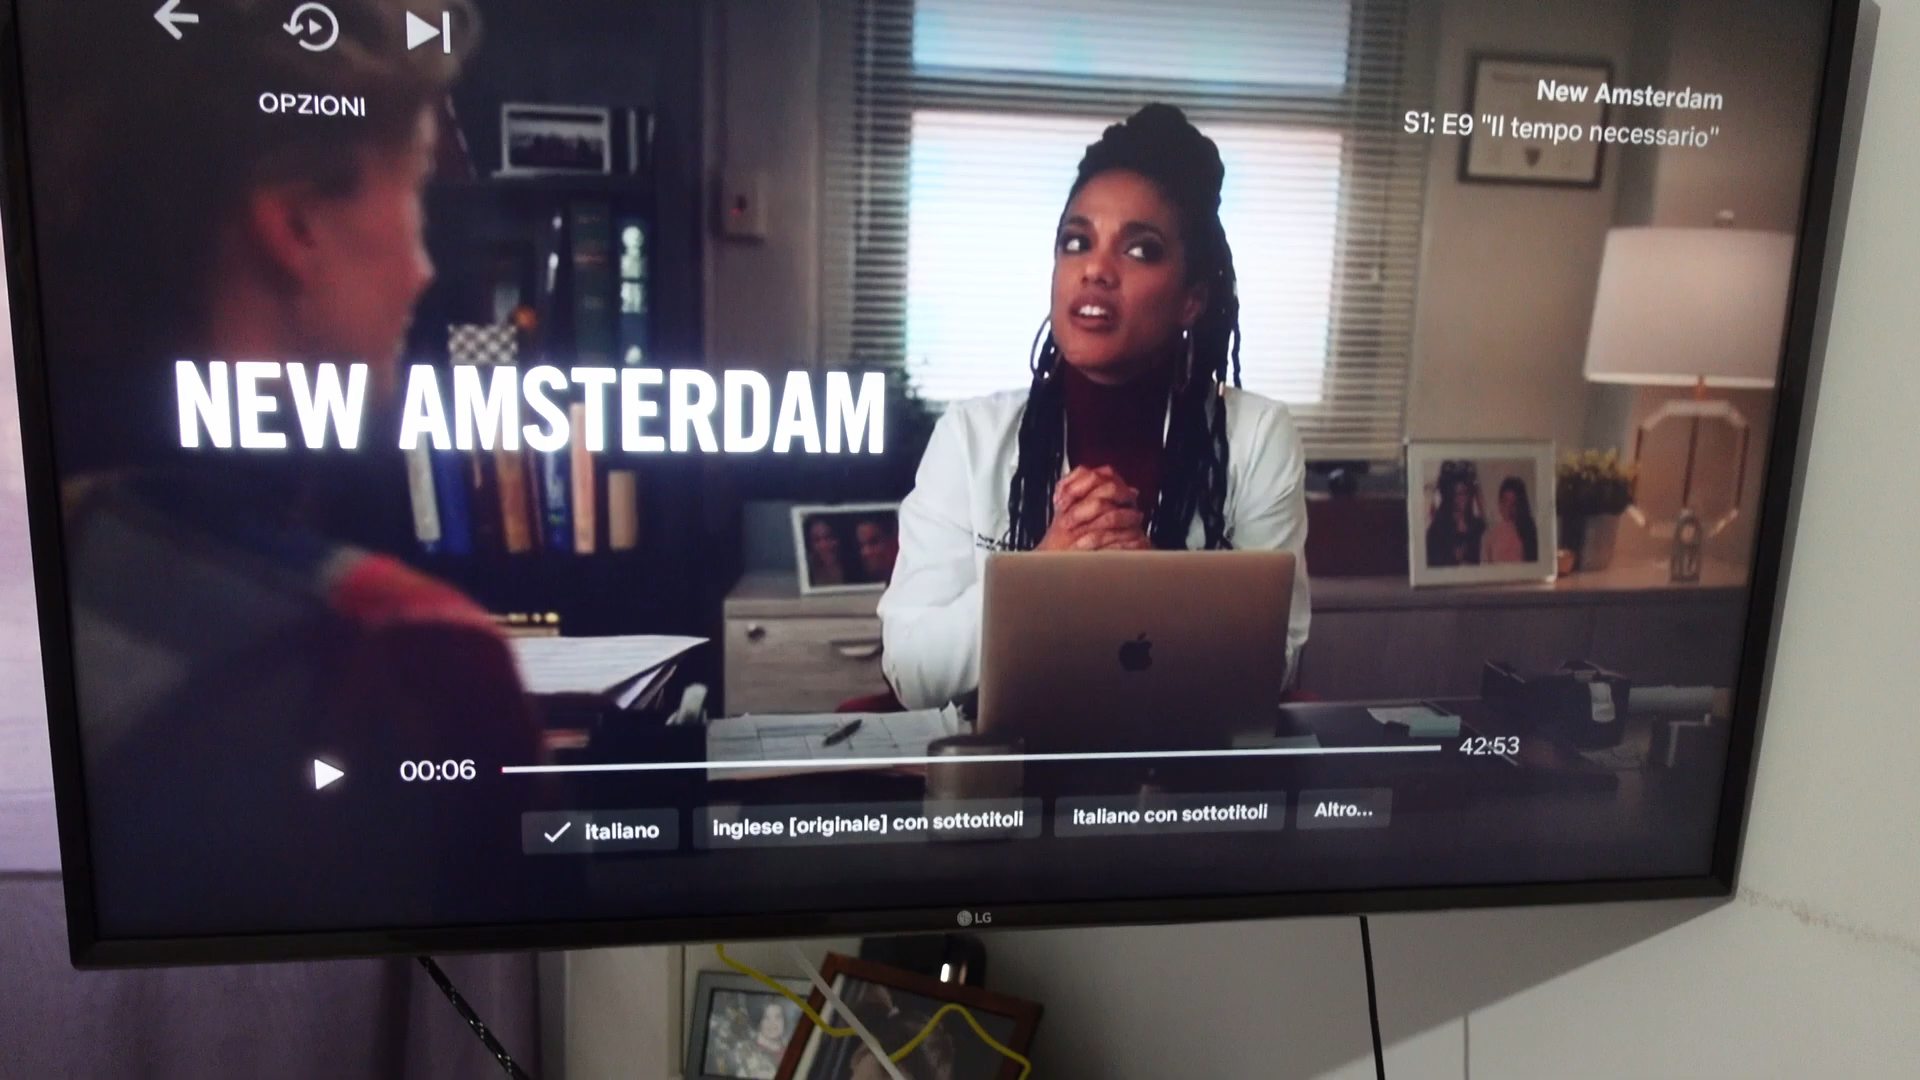 OPZIONI
New Amsterdam
S1: E9 "Il tempo necessario"
NEW AMSTERDAM
00:06
42:53
italiano
inglese [originale] con sottotitoli
italiano con sottotitoli
Altro...
LG